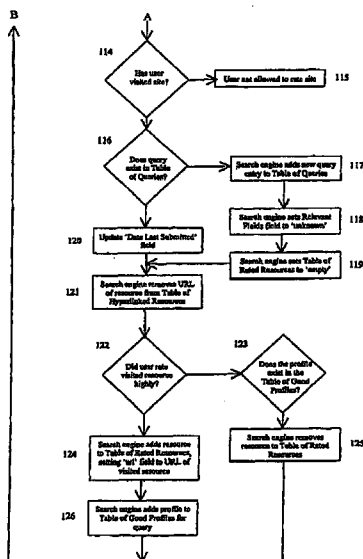 B
A
114
Has user
visited site?
115
User not allowed to rate site
116
Does query
exist in Table
of Queries?
117
Search engine adds new query
entry to Table of Queries
118
Search engine sets Relevant
Fields field to 'unknown'
120
Update 'Date Last Submitted'
field
119
Search engine sets Table of
Rated Resources to 'empty'
121
Search engine removes URL
of resource from Table of
Hyperlinked Resources
122
Did user rate
visited resource
highly?
123
Does the profile
exist in the
Table of Good
Profiles?
124
Search engine adds resource
to Table of Rated Resources,
setting 'url' field to URL of
visited resource
125
Search engine removes
resource to Table of Rated
Resources
126
Search engine adds profile to
Table of Good Profiles for
query